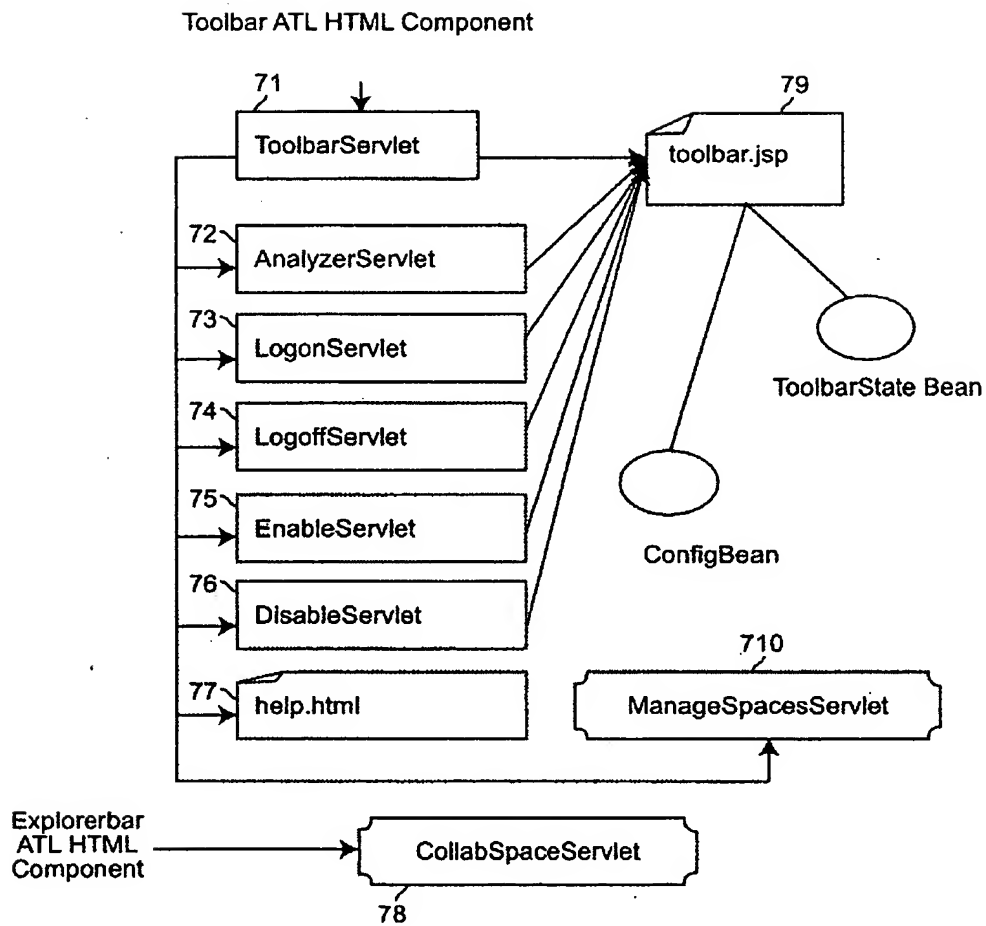 Toolbar ATL HTML Component
71
ToolbarServlet
79
toolbar.jsp
72
AnalyzerServlet
73
LogonServlet
ToolbarState Bean
74
LogoffServlet
75
EnableServlet
ConfigBean
76
DisableServlet
77
help.html
710
ManageSpacesServlet
Explorerbar
ATL HTML
Component
CollabSpaceServlet
78